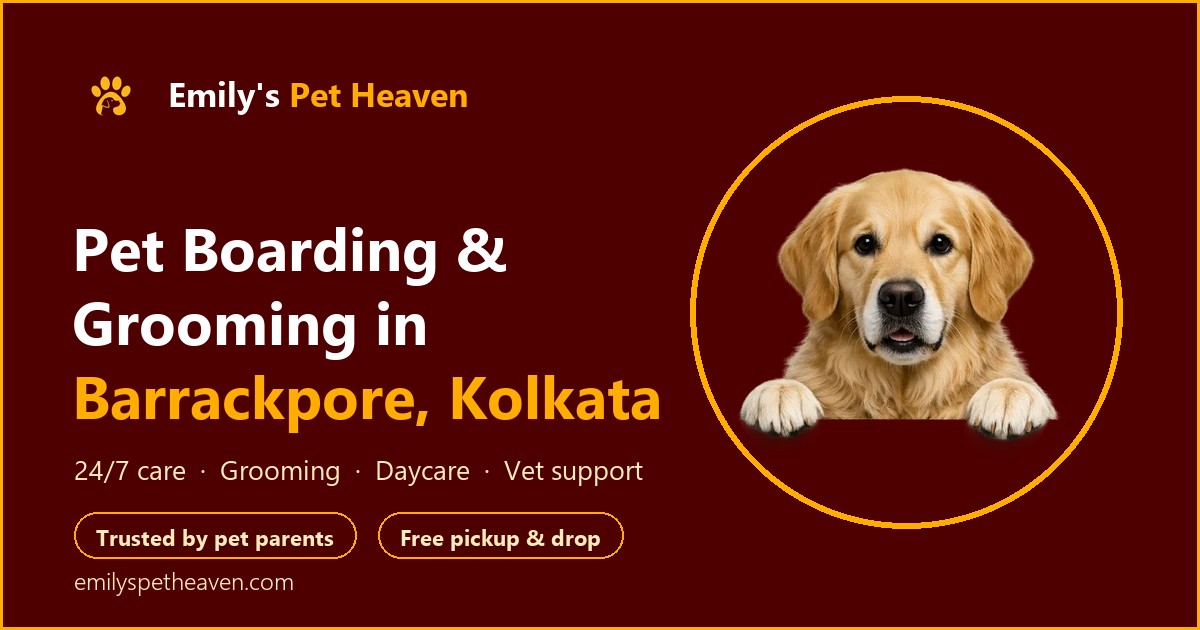 Emily's Pet Heaven
Pet Boarding &
Grooming in
Barrackpore, Kolkata
24/7 care · Grooming · Daycare · Vet support
Trusted by pet parents
Free pickup & drop
emilyspetheaven.com